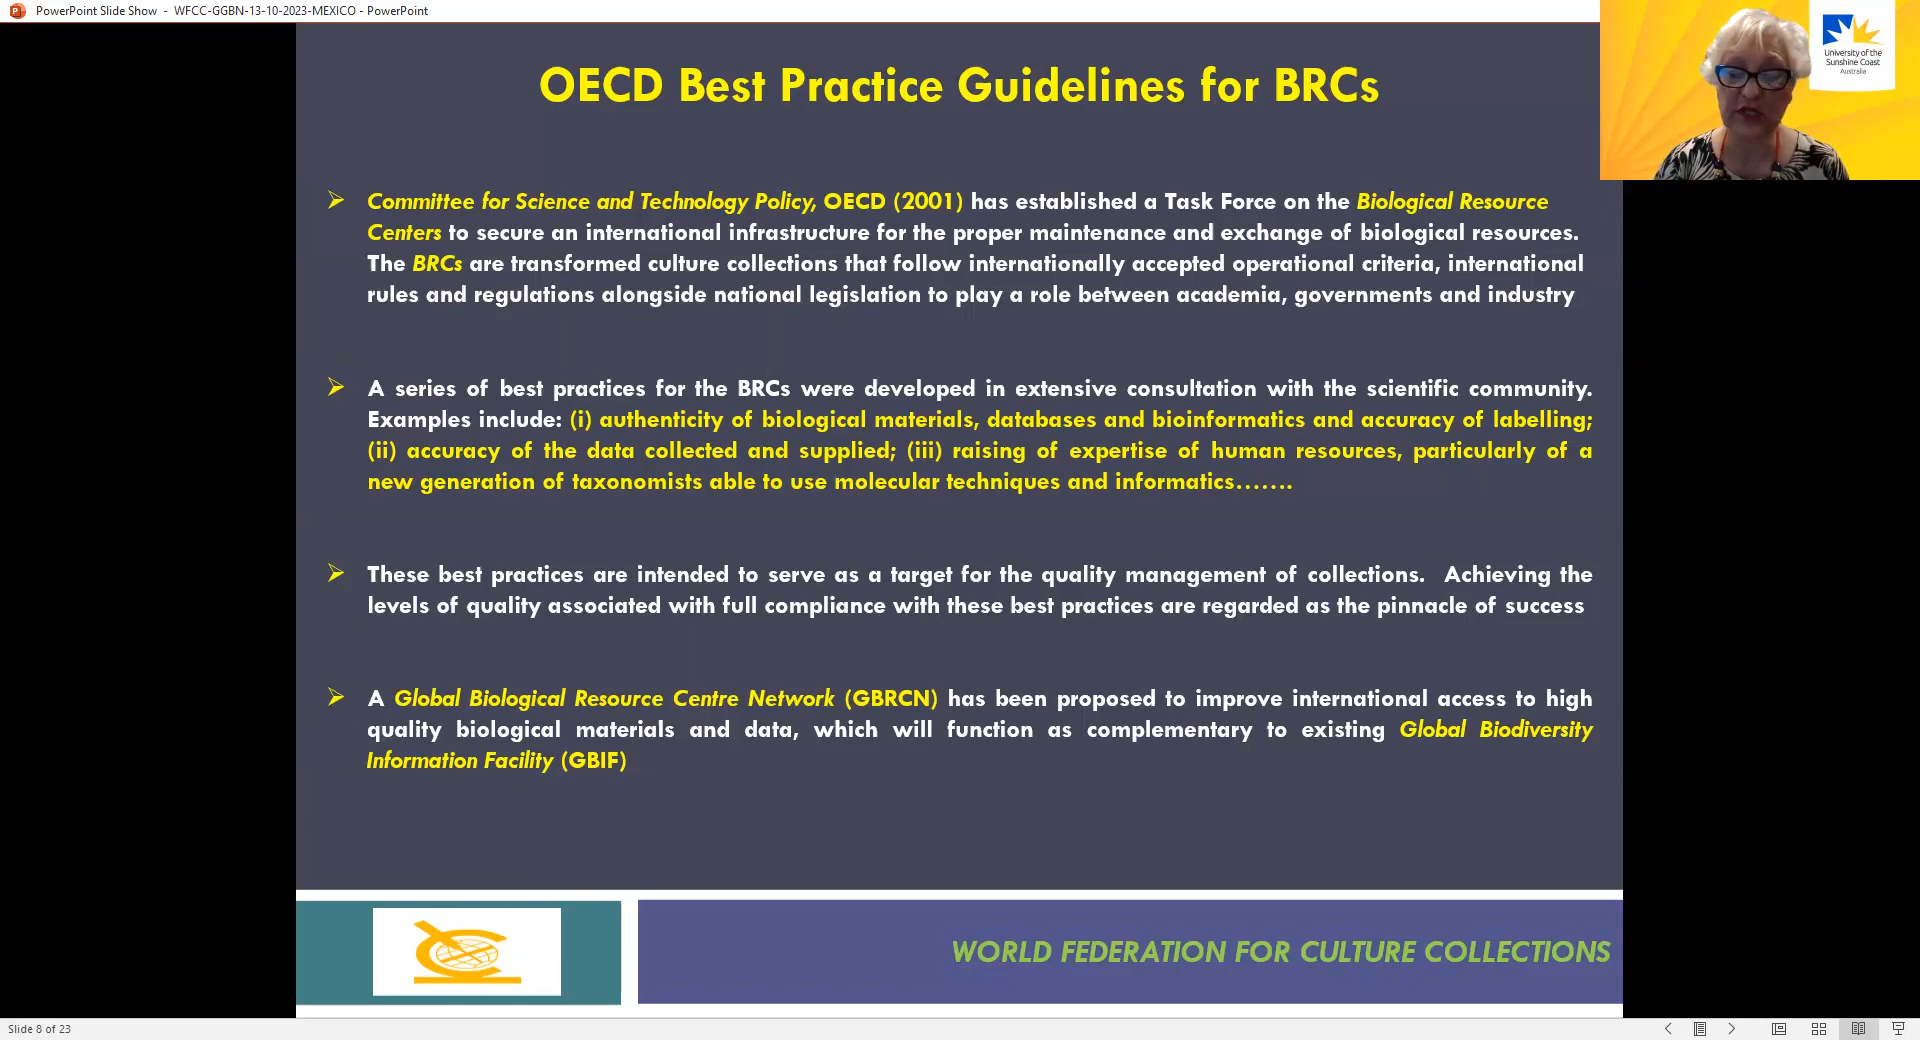 PowerPoint Slide Show - WFCC-GGBN-13-10-2023-MEXICO - PowerPoint
University of the
Sunshine Coast
Australia
OECD Best Practice Guidelines for BRCs
Committee for Science and Technology Policy, OECD (2001) has established a Task Force on the Biological Resource
Centers to secure an international infrastructure for the proper maintenance and exchange of biological resources.
The BRCs are transformed culture collections that follow internationally accepted operational criteria, international
rules and regulations alongside national legislation to play a role between academia, governments and industry
A series of best practices for the BRCs were developed in extensive consultation with the scientific community.
Examples include: (i) authenticity of biological materials, databases and bioinformatics and accuracy of labelling;
(ii) accuracy of the data collected and supplied; (iii) raising of expertise of human resources, particularly of a
new generation of taxonomists able to use molecular techniques and informatics.......
These best practices are intended to serve as a target for the quality management of collections. Achieving the
levels of quality associated with full compliance with these best practices are regarded as the pinnacle of success
A Global Biological Resource Centre Network (GBRCN) has been proposed to improve international access to high
quality biological materials and data, which will function as complementary to existing Global Biodiversity
Information Facility (GBIF)
WORLD FEDERATION FOR CULTURE COLLECTIONS
Slide 8 of 23